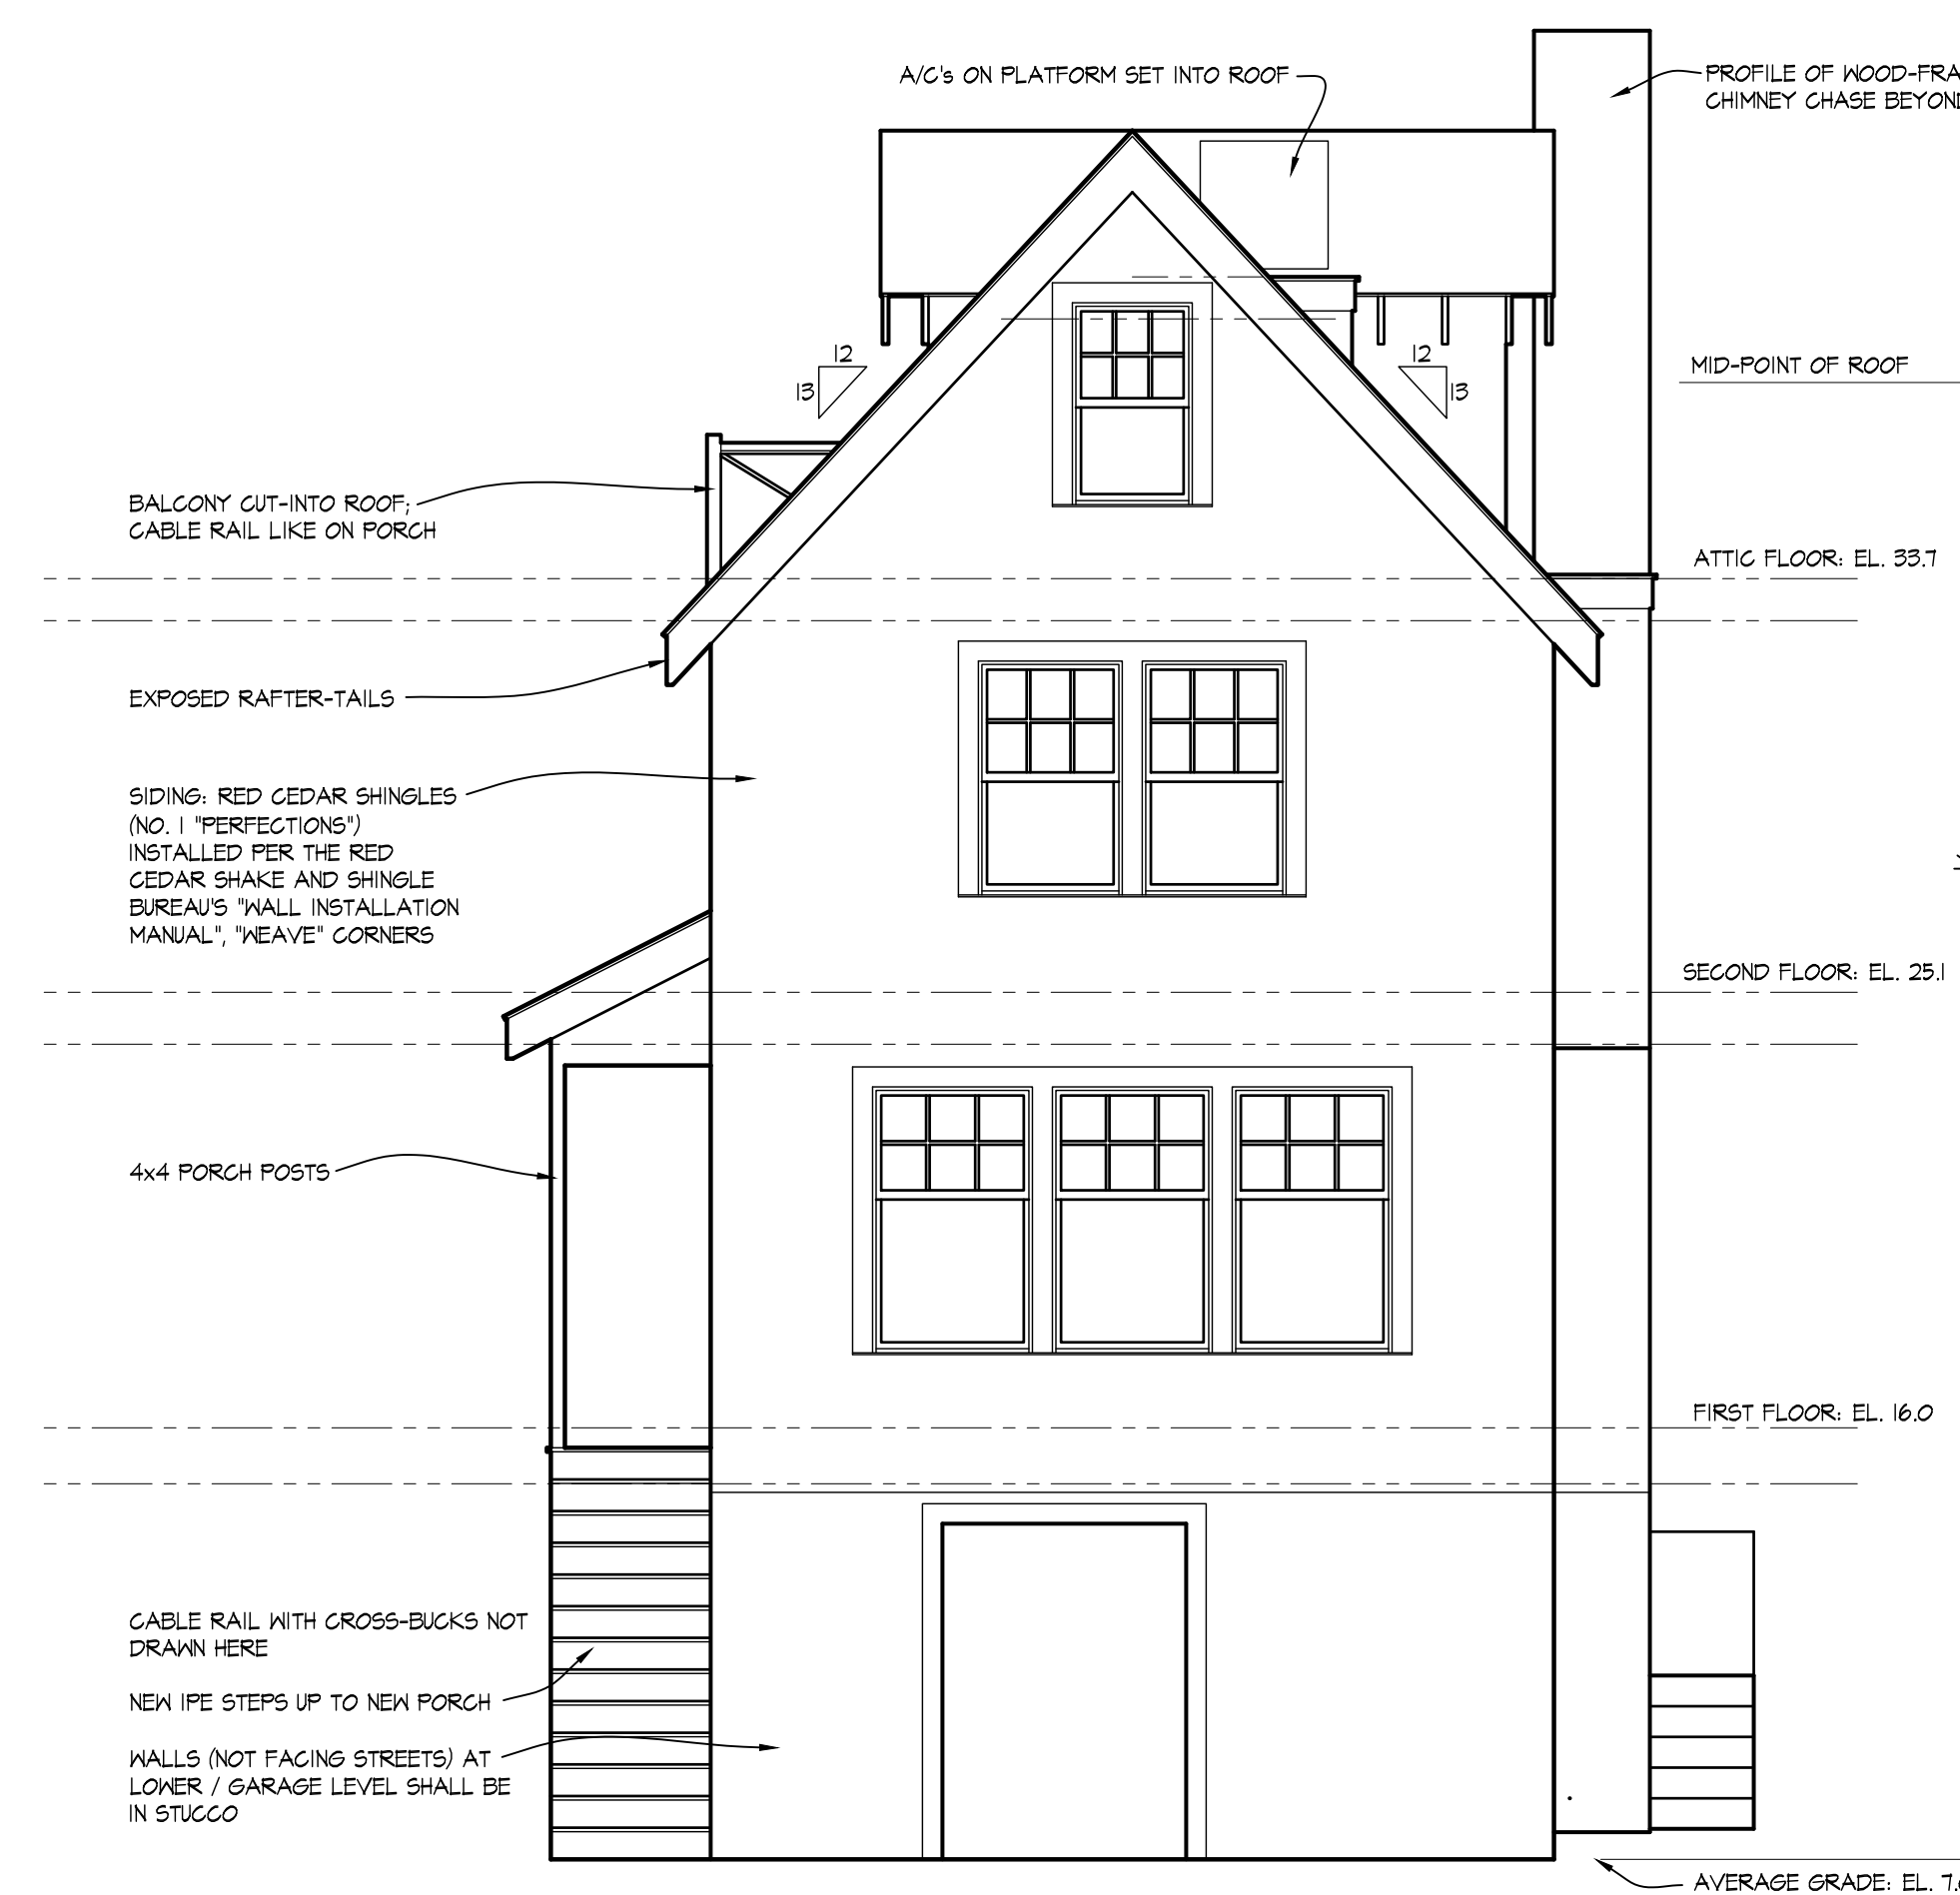 A/C's ON PLATFORM SET INTO ROOF
PROFILE OF WOOD-FRA
CHIMNEY CHASE BEYOND
12
13
12
13
MID-POINT OF ROOF
BALCONY CUT-INTO ROOF;
CABLE RAIL LIKE ON PORCH
ATTIC FLOOR: EL. 33.7
EXPOSED RAFTER-TAILS
SIDING: RED CEDAR SHINGLES
(NO. 1 "PERFECTIONS")
INSTALLED PER THE RED
CEDAR SHAKE AND SHINGLE
BUREAU'S "WALL INSTALLATION
MANUAL", "WEAVE" CORNERS
SECOND FLOOR: EL. 25.1
4x4 PORCH POSTS
FIRST FLOOR: EL. 16.0
CABLE RAIL WITH CROSS-BUCKS NOT
DRAWN HERE
NEW IPE STEPS UP TO NEW PORCH
WALLS (NOT FACING STREETS) AT
LOWER / GARAGE LEVEL SHALL BE
IN STUCCO
AVERAGE GRADE: EL. 7.